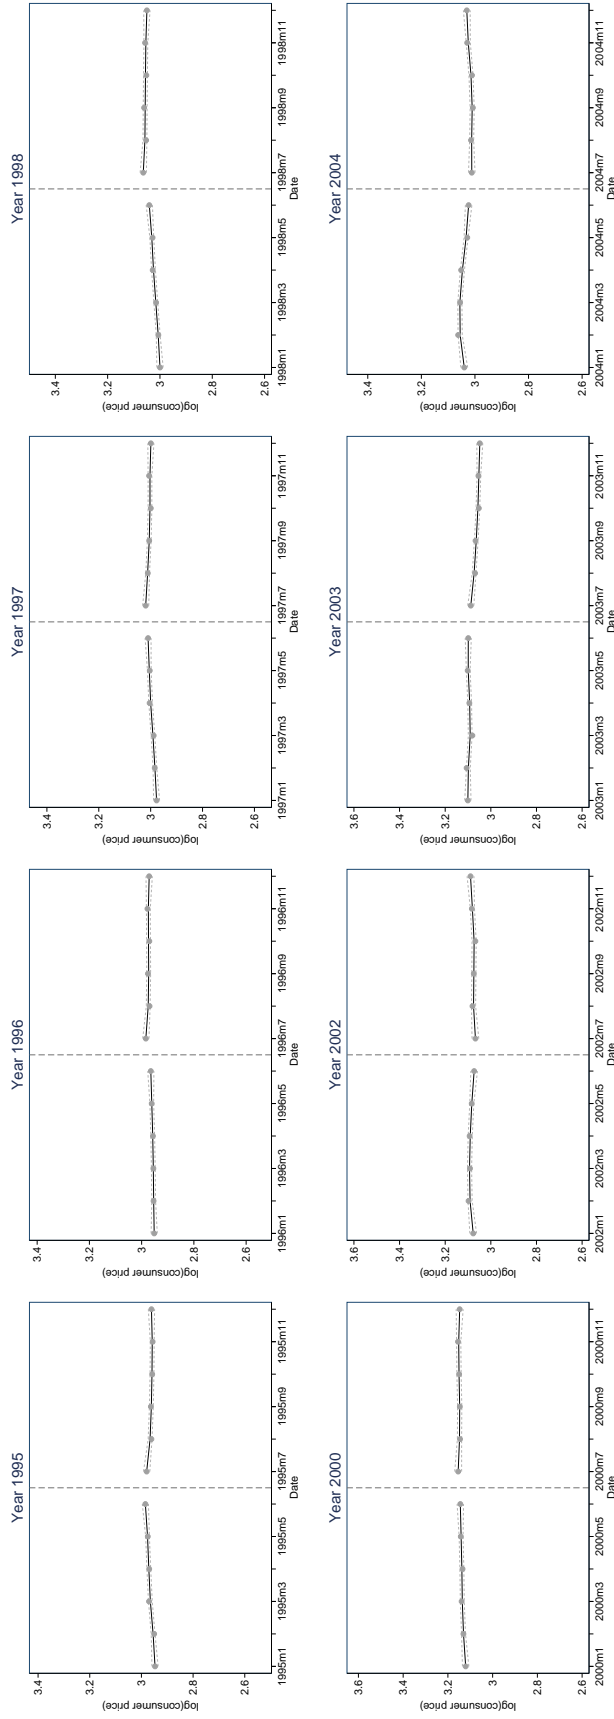 Year 1995
log(consumer price)
3.4
3.2
3
2.8
2.6
1995m1 1995m3 1995m5 1995m7 1995m9 1995m11
Date
Year 1996
log(consumer price)
3.4
3.2
3
2.8
2.6
1996m1 1996m3 1996m5 1996m7 1996m9 1996m11
Date
Year 1997
log(consumer price)
3.4
3.2
3
2.8
2.6
1997m1 1997m3 1997m5 1997m7 1997m9 1997m11
Date
Year 1998
log(consumer price)
3.4
3.2
3
2.8
2.6
1998m1 1998m3 1998m5 1998m7 1998m9 1998m11
Date
Year 2000
log(consumer price)
3.6
3.4
3.2
3
2.8
2.6
2000m1 2000m3 2000m5 2000m7 2000m9 2000m11
Date
Year 2002
log(consumer price)
3.6
3.4
3.2
3
2.8
2.6
2002m1 2002m3 2002m5 2002m7 2002m9 2002m11
Date
Year 2003
log(consumer price)
3.6
3.4
3.2
3
2.8
2.6
2003m1 2003m3 2003m5 2003m7 2003m9 2003m11
Date
Year 2004
log(consumer price)
3.4
3.2
3
2.8
2.6
2004m1 2004m3 2004m5 2004m7 2004m9 2004m11
Date